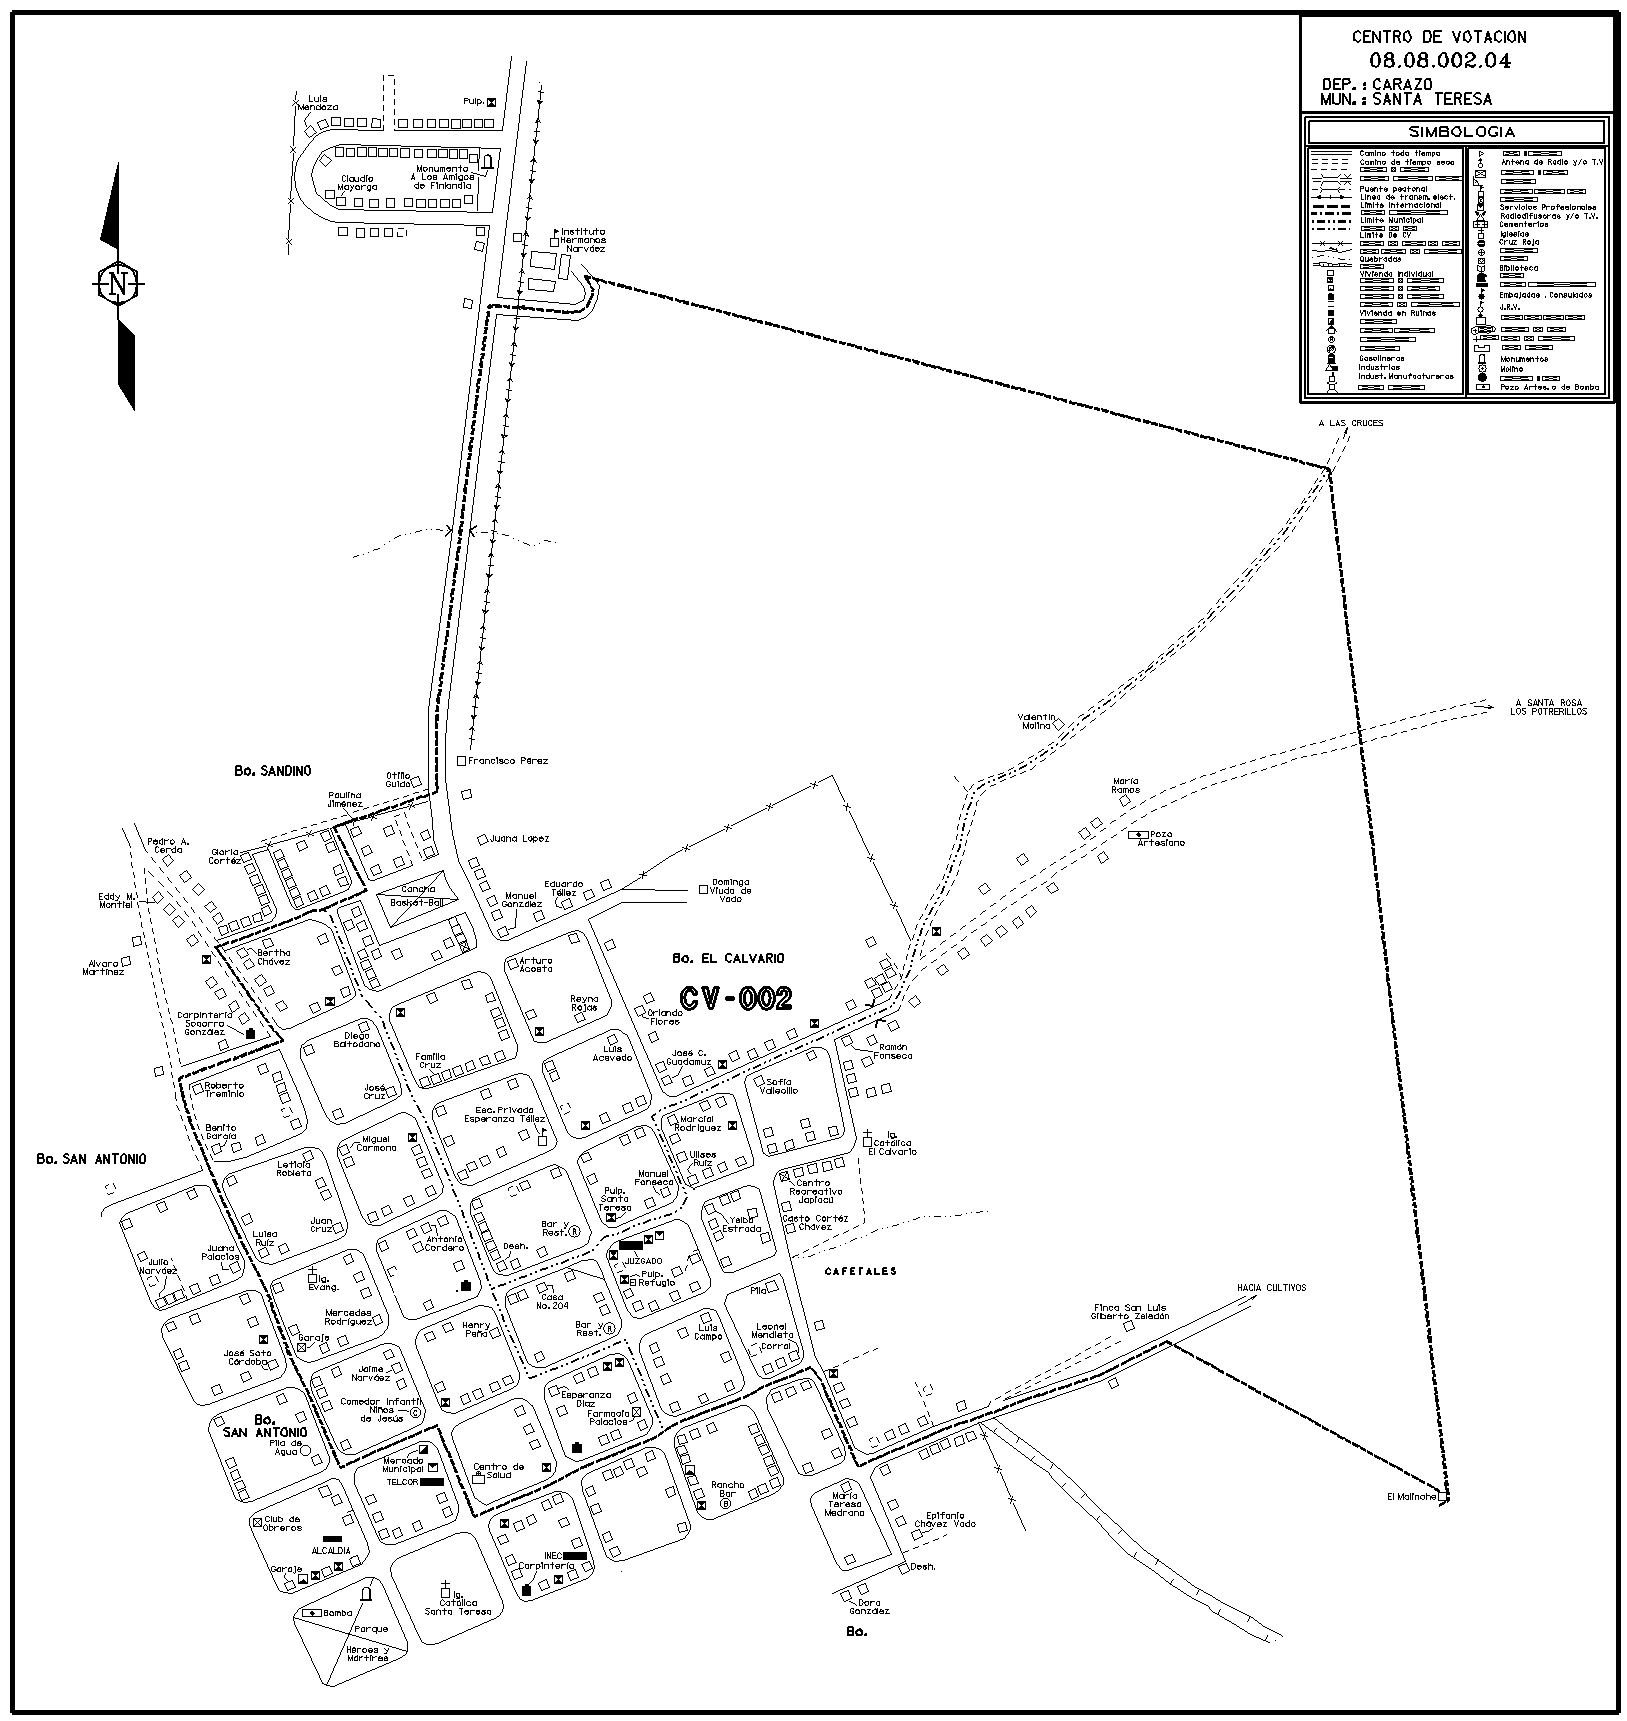 CENTRO DE VOTACION
08.08.002.04
DEP.: CARAZO
MUN.: SANTA TERESA
SIMBOLOGIA
Camino todo tiempo
Camino de tiempo seco
Puente peatonal
Linea de transm.elect.
Limite Internacional
Limite Municipal
Limite De CV
Quebradas
Vivienda Individual
Vivienda en Ruinas
Gasolineras
Industrias
Indust.Manufactureras
Antena de Radio y/o T.V
Servicios Profesionales
Radiodifusoras y/o T.V.
Cementerios
Iglesias
Cruz Roja
Biblioteca
Embajadas . Consulados
J.R.V.
Monumentos
Molino
Pozo Artes.o de Bomba
Luis
Mendoza
Pulp.
Monumento
A Los Amigos
de Finlandia
Claudio
Mayorga
Instituto
Hermanos
Narváez
N
A LAS CRUCES
A SANTA ROSA
LOS POTRERILLOS
Valentín
Molina
Francisco Pérez
Bo. SANDINO
Otilio
Guido
Paulina
Jiménez
María
Ramos
Pozo
Artesiano
Pedro A.
Cerda
Gloria
Cortéz
Juana Lopez
Eddy M.
Montiel
Cancha
Basket-Ball
Manuel
González
Eduardo
Téllez
Domingo
Viuda de
Vado
Alvaro
Martínez
Bertha
Chávez
Arturo
Acosta
Bo. EL CALVARIO
CV-002
Reyna
Rojas
Orlando
Flores
Carpintería
Socorro
González
Diego
Baltodano
Familia
Cruz
Luis
Acevedo
José C.
Guadamuz
Ramón
Fonseca
Roberto
Treminio
José
Cruz
Sofía
Vallecillo
Esc.Privada
Esperanza Téllez
Marcial
Rodríguez
Benito
García
Miguel
Carmona
Ig.
Católica
El Calvario
Bo. SAN ANTONIO
Leticia
Robleto
Ulises
Ruíz
Manuel
Fonseca
Centro
Recreativo
Japiacú
Pulp.
Santa
Teresa
Juan
Cruz
Bar y
Rest.
R
Yelba
Estrada
Casto Cortéz
Chávez
Luisa
Ruíz
Antonio
Cordero
Desh.
Juana
Palacios
Julio
Narváez
JUZGADO
CAFETALES
Ig.
Evang.
Pulp.
El Refugio
Pila
Casa
No.204
HACIA CULTIVOS
Mercedes
Rodríguez
Finca San Luis
Gilberto Zeledón
Henry
Peña
Bar y
Rest.
R
Luis
Campo
Leonel
Mendieta
Corral
Garaje
José Soto
Córdoba
Jaime
Narváez
Comedor Infantil
Niños
de Jesús
C
Esperanza
Díaz
Farmacia
Palacios
Bo.
SAN ANTONIO
Pila de
Agua
Mercado
Municipal
TELCOR
Centro de
Salud
Rancho
Bar
B
María
Teresa
Medrano
El Malinche
Club de
Obreros
Epifanio
Chávez Vado
ALCALDIA
INEC
Carpintería
Garaje
Desh.
Ig.
Católica
Santa Teresa
Dora
González
Bomba
Parque
Héroes y
Mártires
Bo.